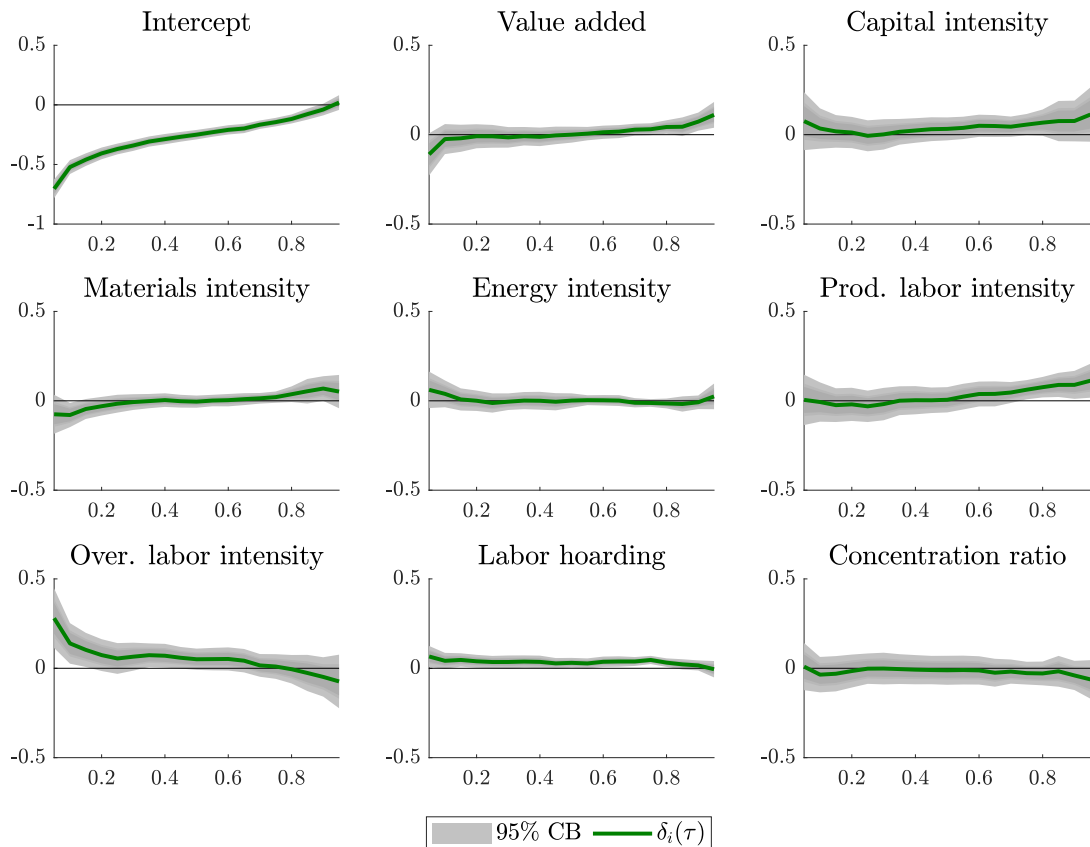 Intercept
Value added
Capital intensity
0.5
0
-0.5
-1
0.2 0.4 0.6 0.8
0.5
0
-0.5
0.2 0.4 0.6 0.8
0.5
0
-0.5
0.2 0.4 0.6 0.8
Materials intensity
Energy intensity
Prod. labor intensity
0.5
0
-0.5
0.2 0.4 0.6 0.8
0.5
0
-0.5
0.2 0.4 0.6 0.8
0.5
0
-0.5
0.2 0.4 0.6 0.8
Over. labor intensity
Labor hoarding
Concentration ratio
0.5
0
-0.5
0.2 0.4 0.6 0.8
0.5
0
-0.5
0.2 0.4 0.6 0.8
0.5
0
-0.5
0.2 0.4 0.6 0.8
95% CB δᵢ(τ)